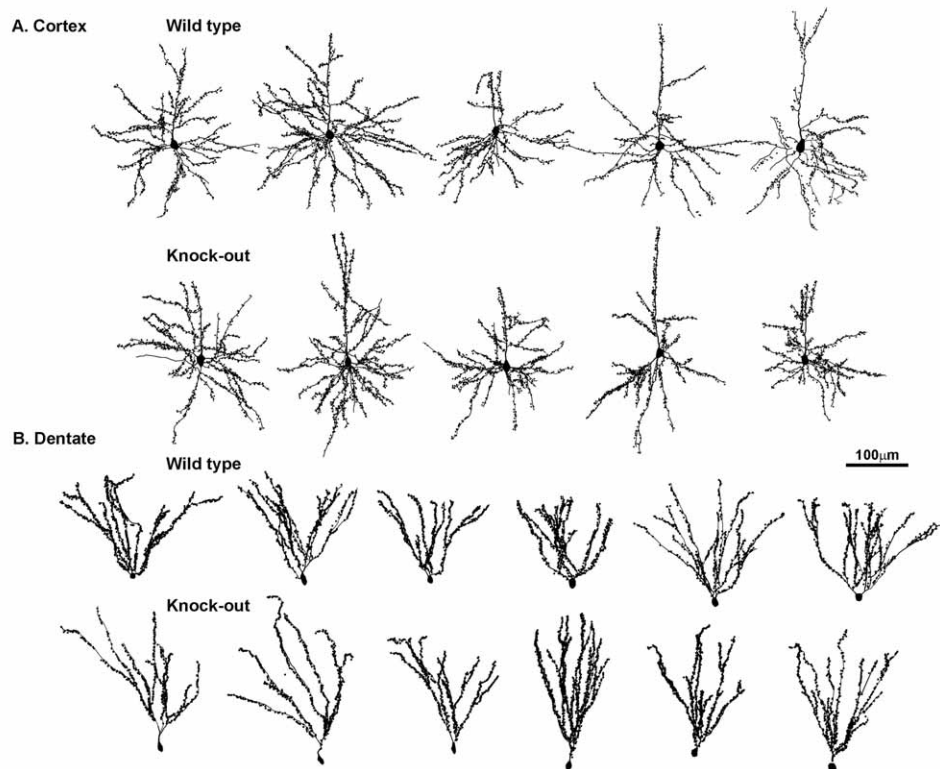 A. Cortex
Wild type
Knock-out
B. Dentate
100μm
Wild type
Knock-out